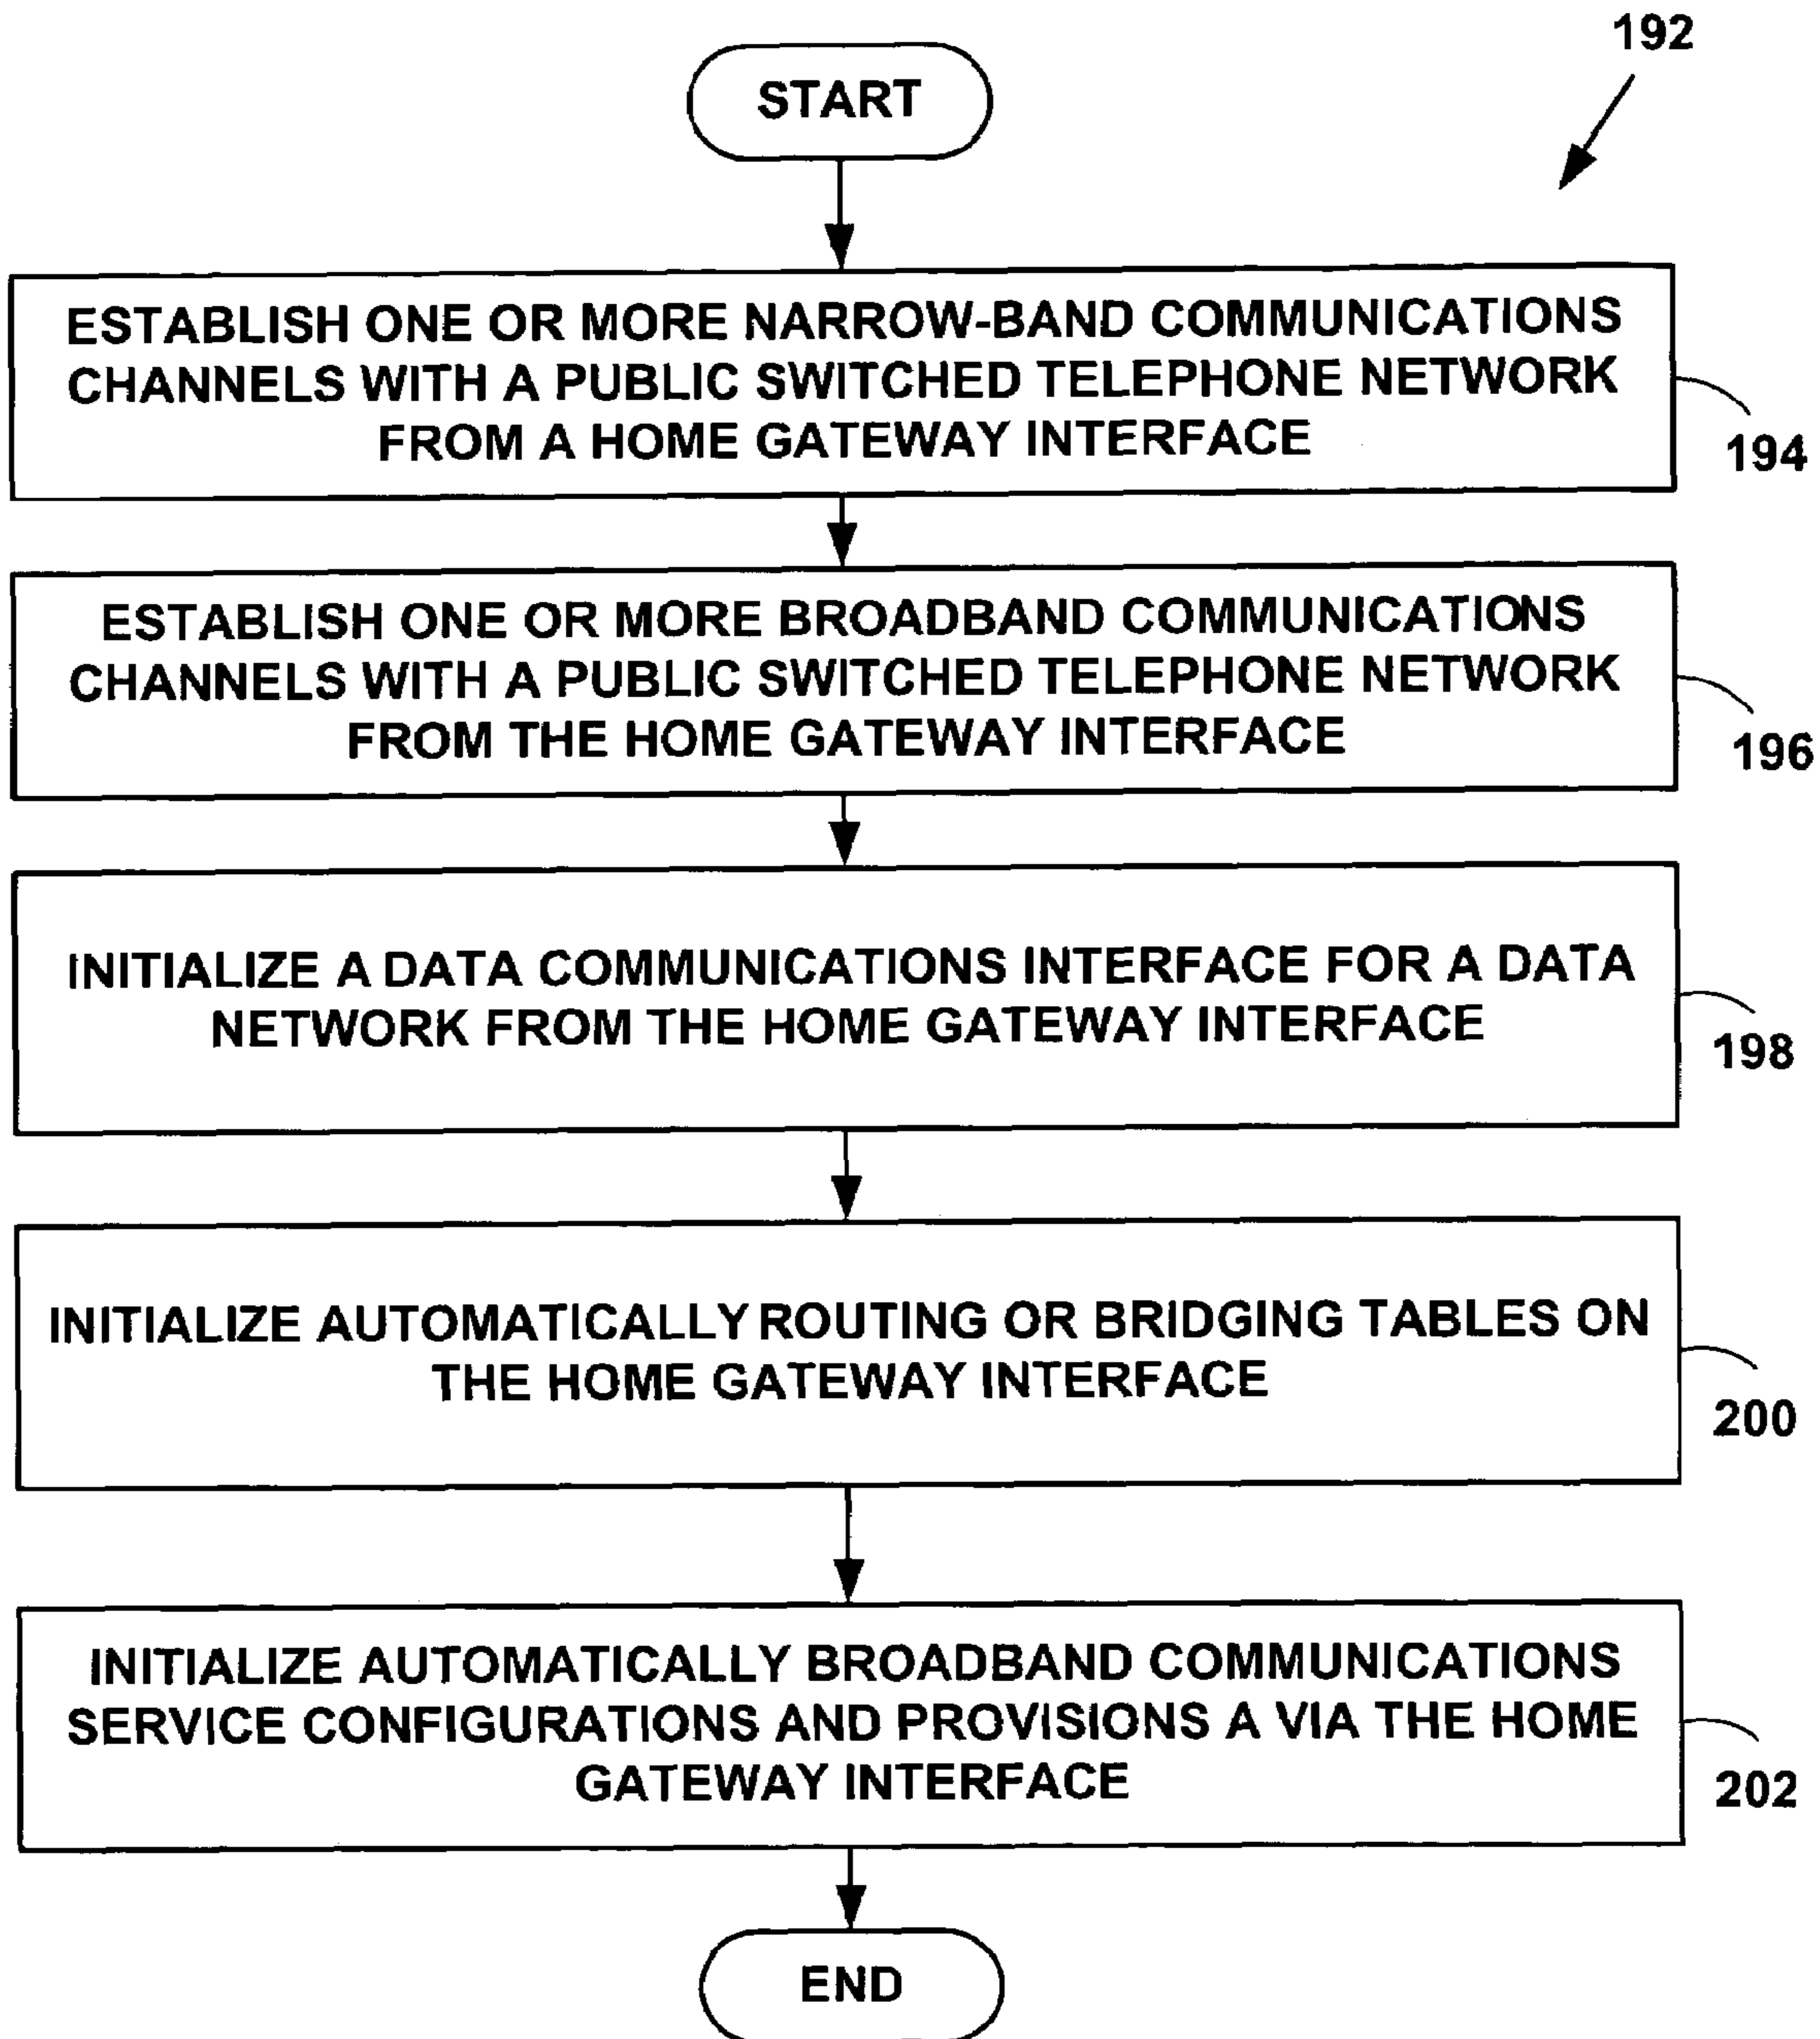 192
START
ESTABLISH ONE OR MORE NARROW-BAND COMMUNICATIONS
CHANNELS WITH A PUBLIC SWITCHED TELEPHONE NETWORK
FROM A HOME GATEWAY INTERFACE
194
ESTABLISH ONE OR MORE BROADBAND COMMUNICATIONS
CHANNELS WITH A PUBLIC SWITCHED TELEPHONE NETWORK
FROM THE HOME GATEWAY INTERFACE
196
INITIALIZE A DATA COMMUNICATIONS INTERFACE FOR A DATA
NETWORK FROM THE HOME GATEWAY INTERFACE
198
INITIALIZE AUTOMATICALLY ROUTING OR BRIDGING TABLES ON
THE HOME GATEWAY INTERFACE
200
INITIALIZE AUTOMATICALLY BROADBAND COMMUNICATIONS
SERVICE CONFIGURATIONS AND PROVISIONS A VIA THE HOME
GATEWAY INTERFACE
202
END